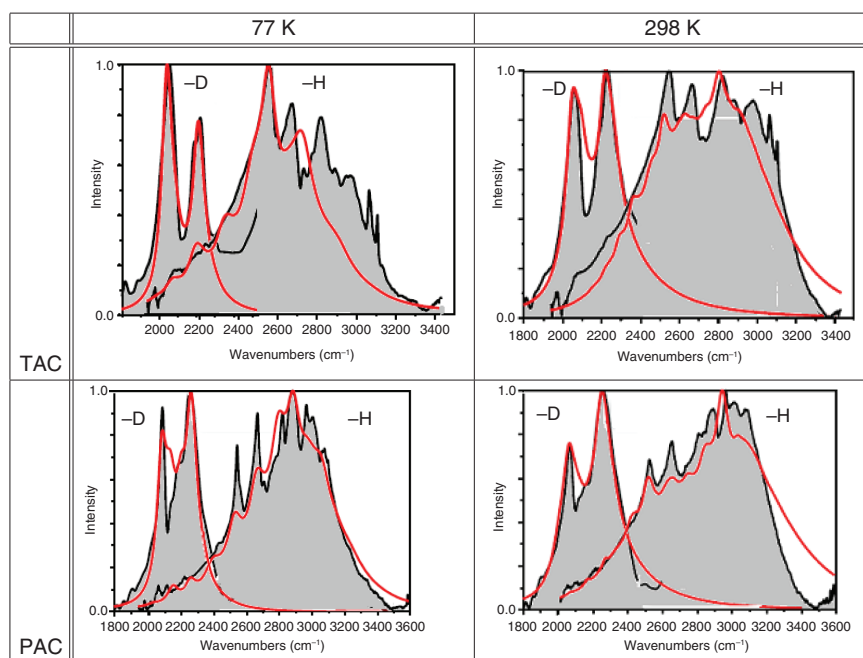 77 K 298 K
TAC
1.0
0.0
Intensity
–D –H
2000 2200 2400 2600 2800 3000 3200 3400
Wavenumbers (cm⁻¹)
1.0
0.0
Intensity
–D –H
1800 2000 2200 2400 2600 2800 3000 3200 3400
Wavenumbers (cm⁻¹)
PAC
1.0
0.0
Intensity
–D –H
1800 2000 2200 2400 2600 2800 3000 3200 3400 3600
Wavenumbers (cm⁻¹)
1.0
0.0
Intensity
–D –H
1800 2000 2200 2400 2600 2800 3000 3200 3400 3600
Wavenumbers (cm⁻¹)